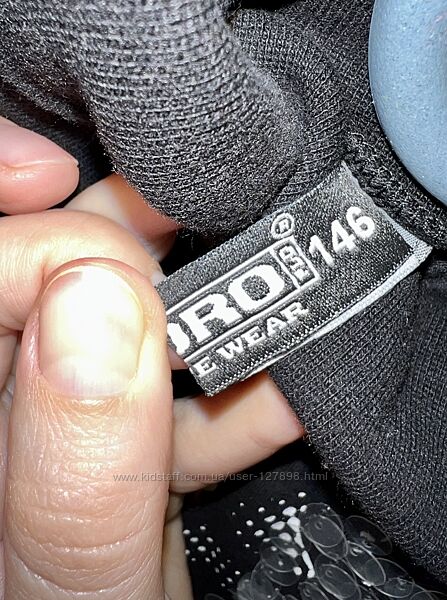 ORO ® 146
E WEAR
www.kidstaff.com.ua/user-127898.html